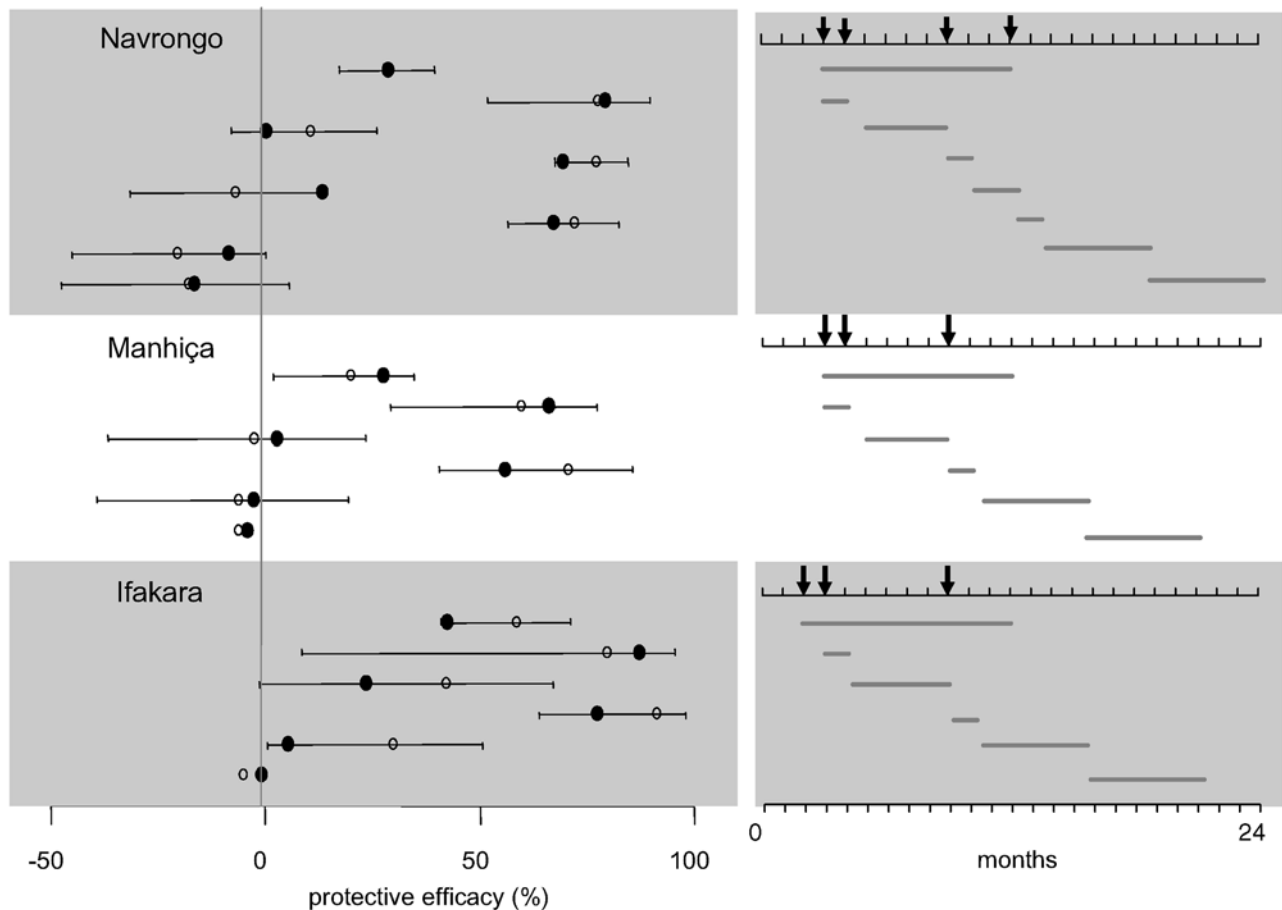 Navrongo
Manhiça
Ifakara
-50 0 50 100
protective efficacy (%)
0 24
months